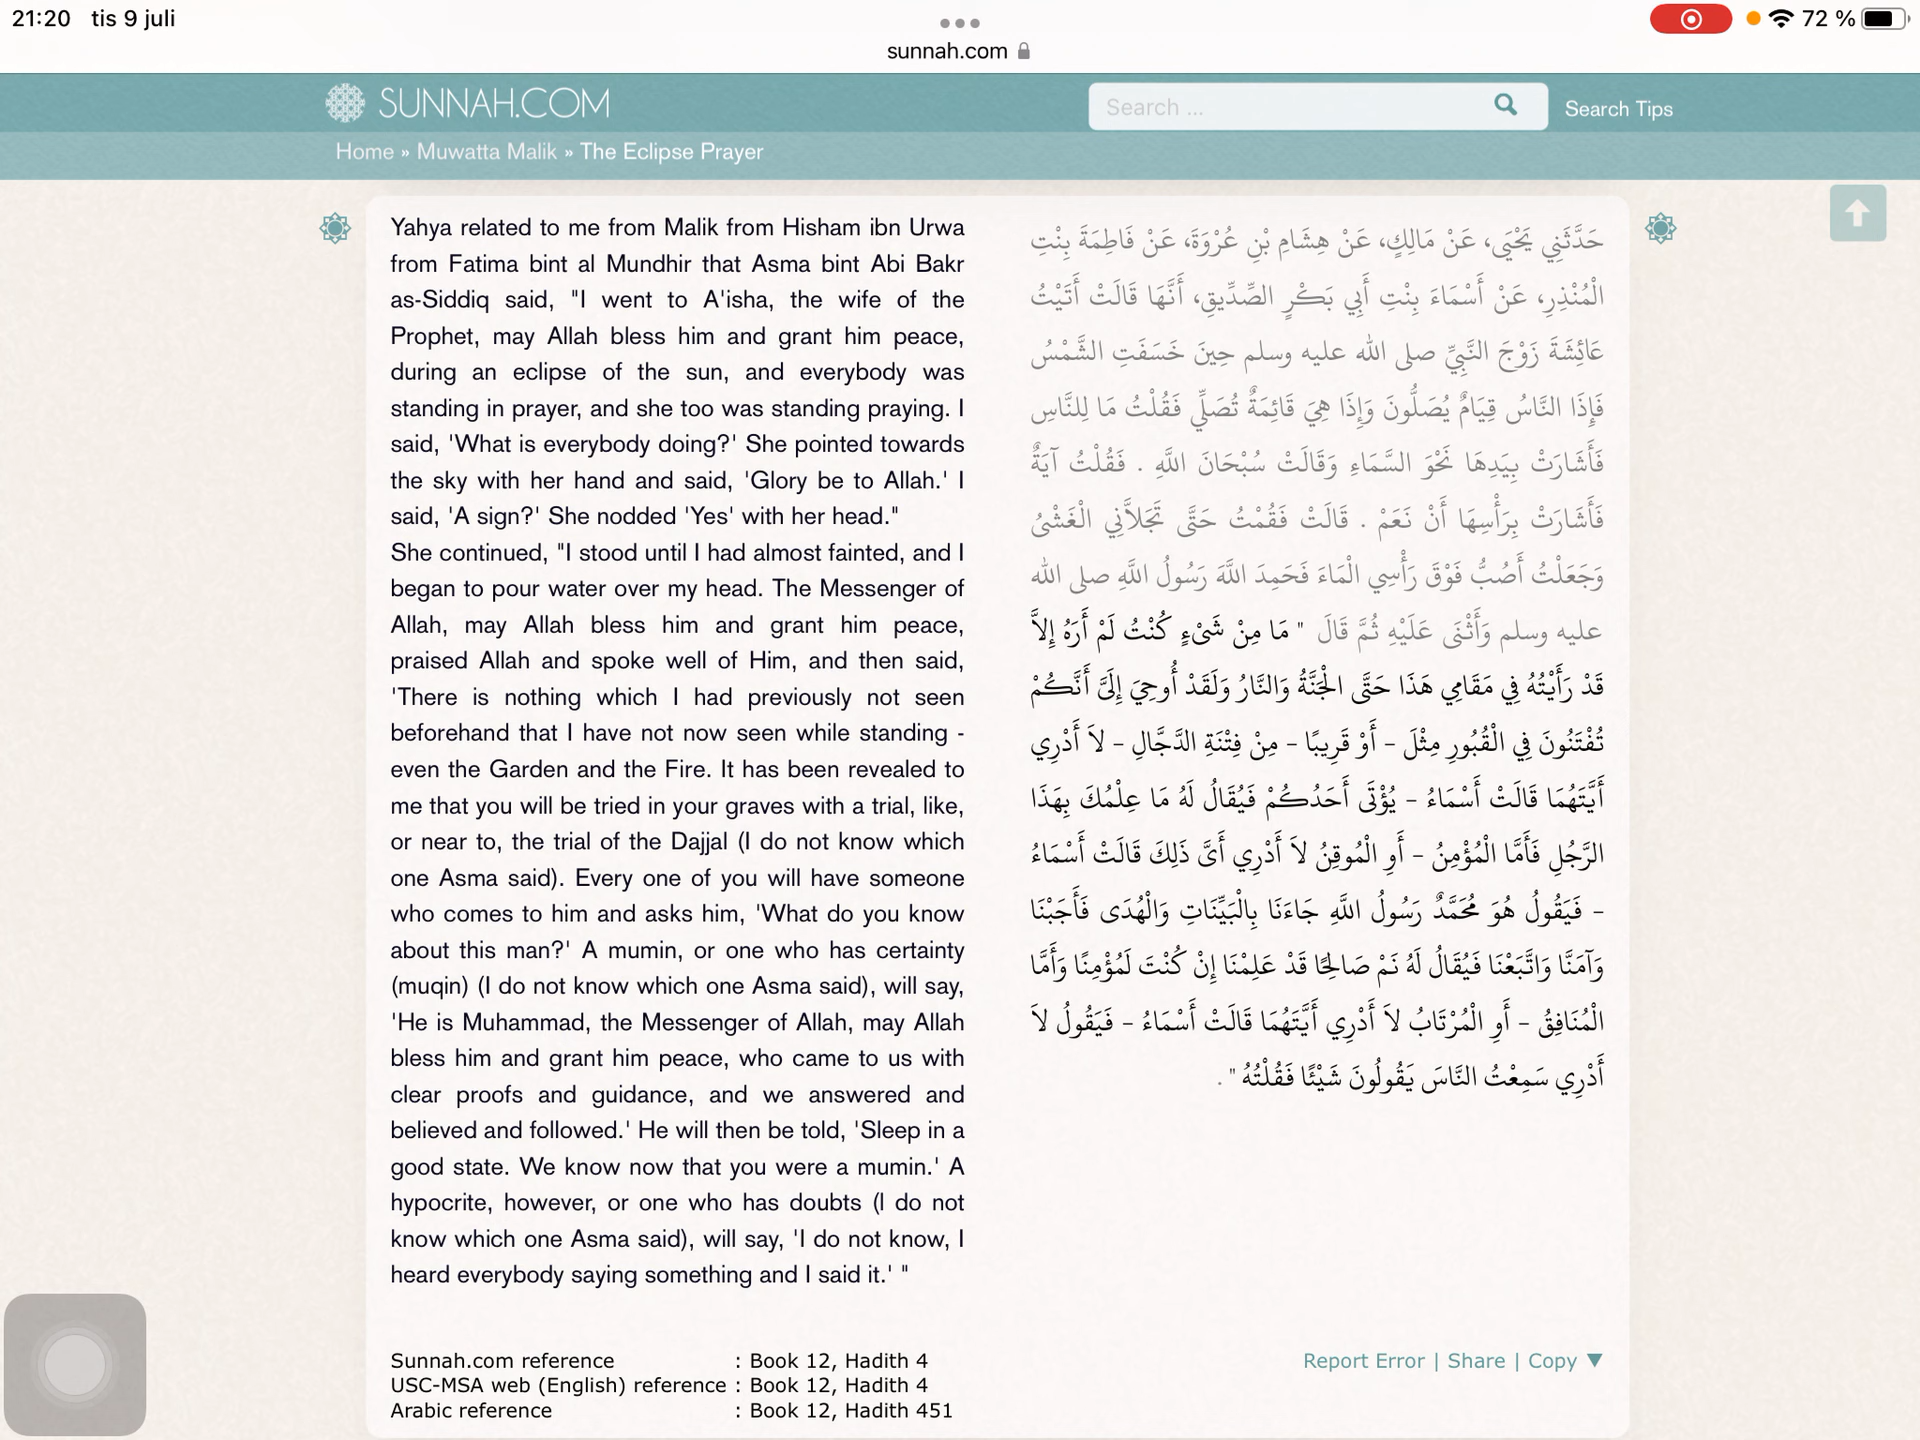 21:20 tis 9 juli
72 %
sunnah.com
SUNNAH.COM
Search ...
Search Tips
Home » Muwatta Malik » The Eclipse Prayer
Yahya related to me from Malik from Hisham ibn Urwa
from Fatima bint al Mundhir that Asma bint Abi Bakr
as-Siddiq said, "I went to A'isha, the wife of the
Prophet, may Allah bless him and grant him peace,
during an eclipse of the sun, and everybody was
standing in prayer, and she too was standing praying. I
said, 'What is everybody doing?' She pointed towards
the sky with her hand and said, 'Glory be to Allah.' I
said, 'A sign?' She nodded 'Yes' with her head."
She continued, "I stood until I had almost fainted, and I
began to pour water over my head. The Messenger of
Allah, may Allah bless him and grant him peace,
praised Allah and spoke well of Him, and then said,
'There is nothing which I had previously not seen
beforehand that I have not now seen while standing -
even the Garden and the Fire. It has been revealed to
me that you will be tried in your graves with a trial, like,
or near to, the trial of the Dajjal (I do not know which
one Asma said). Every one of you will have someone
who comes to him and asks him, 'What do you know
about this man?' A mumin, or one who has certainty
(muqin) (I do not know which one Asma said), will say,
'He is Muhammad, the Messenger of Allah, may Allah
bless him and grant him peace, who came to us with
clear proofs and guidance, and we answered and
believed and followed.' He will then be told, 'Sleep in a
good state. We know now that you were a mumin.' A
hypocrite, however, or one who has doubts (I do not
know which one Asma said), will say, 'I do not know, I
heard everybody saying something and I said it.' "
حَدَّثَنِي يَحْيَى، عَنْ مَالِكٍ، عَنْ هِشَامِ بْنِ عُرْوَةَ، عَنْ فَاطِمَةَ بِنْتِ
الْمُنْذِرِ، عَنْ أَسْمَاءَ بِنْتِ أَبِي بَكْرٍ الصِّدِّيقِ، أَنَّهَا قَالَتْ أَتَيْتُ
عَائِشَةَ زَوْجَ النَّبِيِّ صلى الله عليه وسلم حِينَ خَسَفَتِ الشَّمْسُ
فَإِذَا النَّاسُ قِيَامٌ يُصَلُّونَ وَإِذَا هِيَ قَائِمَةٌ تُصَلِّي فَقُلْتُ مَا لِلنَّاسِ
فَأَشَارَتْ بِيَدِهَا نَحْوَ السَّمَاءِ وَقَالَتْ سُبْحَانَ اللَّهِ . فَقُلْتُ آيَةٌ
فَأَشَارَتْ بِرَأْسِهَا أَنْ نَعَمْ . قَالَتْ فَقُمْتُ حَتَّى تَجَلاَّنِي الْغَشْىُ
وَجَعَلْتُ أَصُبُّ فَوْقَ رَأْسِي الْمَاءَ فَحَمِدَ اللَّهَ رَسُولُ اللَّهِ صلى الله
عليه وسلم وَأَثْنَى عَلَيْهِ ثُمَّ قَالَ " مَا مِنْ شَىْءٍ كُنْتُ لَمْ أَرَهُ إِلاَّ
قَدْ رَأَيْتُهُ فِي مَقَامِي هَذَا حَتَّى الْجَنَّةُ وَالنَّارُ وَلَقَدْ أُوحِيَ إِلَىَّ أَنَّكُمْ
تُفْتَنُونَ فِي الْقُبُورِ مِثْلَ - أَوْ قَرِيبًا - مِنْ فِتْنَةِ الدَّجَّالِ - لاَ أَدْرِي
أَيَّتَهُمَا قَالَتْ أَسْمَاءُ - يُؤْتَى أَحَدُكُمْ فَيُقَالُ لَهُ مَا عِلْمُكَ بِهَذَا
الرَّجُلِ فَأَمَّا الْمُؤْمِنُ - أَوِ الْمُوقِنُ لاَ أَدْرِي أَىَّ ذَلِكَ قَالَتْ أَسْمَاءُ
- فَيَقُولُ هُوَ مُحَمَّدٌ رَسُولُ اللَّهِ جَاءَنَا بِالْبَيِّنَاتِ وَالْهُدَى فَأَجَبْنَا
وَآمَنَّا وَاتَّبَعْنَا فَيُقَالُ لَهُ نَمْ صَالِحًا قَدْ عَلِمْنَا إِنْ كُنْتَ لَمُؤْمِنًا وَأَمَّا
الْمُنَافِقُ - أَوِ الْمُرْتَابُ لاَ أَدْرِي أَيَّتَهُمَا قَالَتْ أَسْمَاءُ - فَيَقُولُ لاَ
أَدْرِي سَمِعْتُ النَّاسَ يَقُولُونَ شَيْئًا فَقُلْتُهُ " .
Sunnah.com reference : Book 12, Hadith 4
USC-MSA web (English) reference : Book 12, Hadith 4
Arabic reference : Book 12, Hadith 451
Report Error | Share | Copy ▼